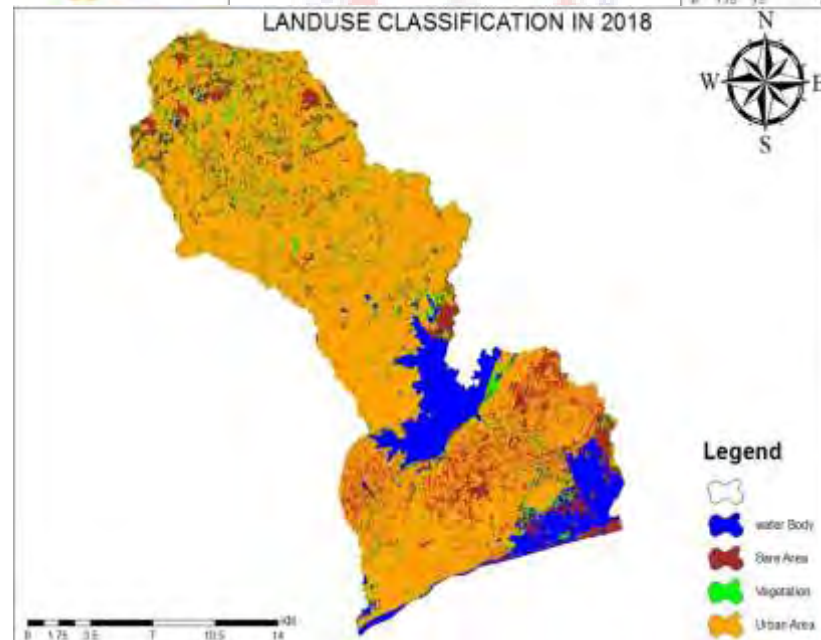 LANDUSE CLASSIFICATION IN 2018
N
W E
S
Legend
water Body
Bare Area
Vegetation
Urban Area
0 1.75 3.5 7 10.5 14